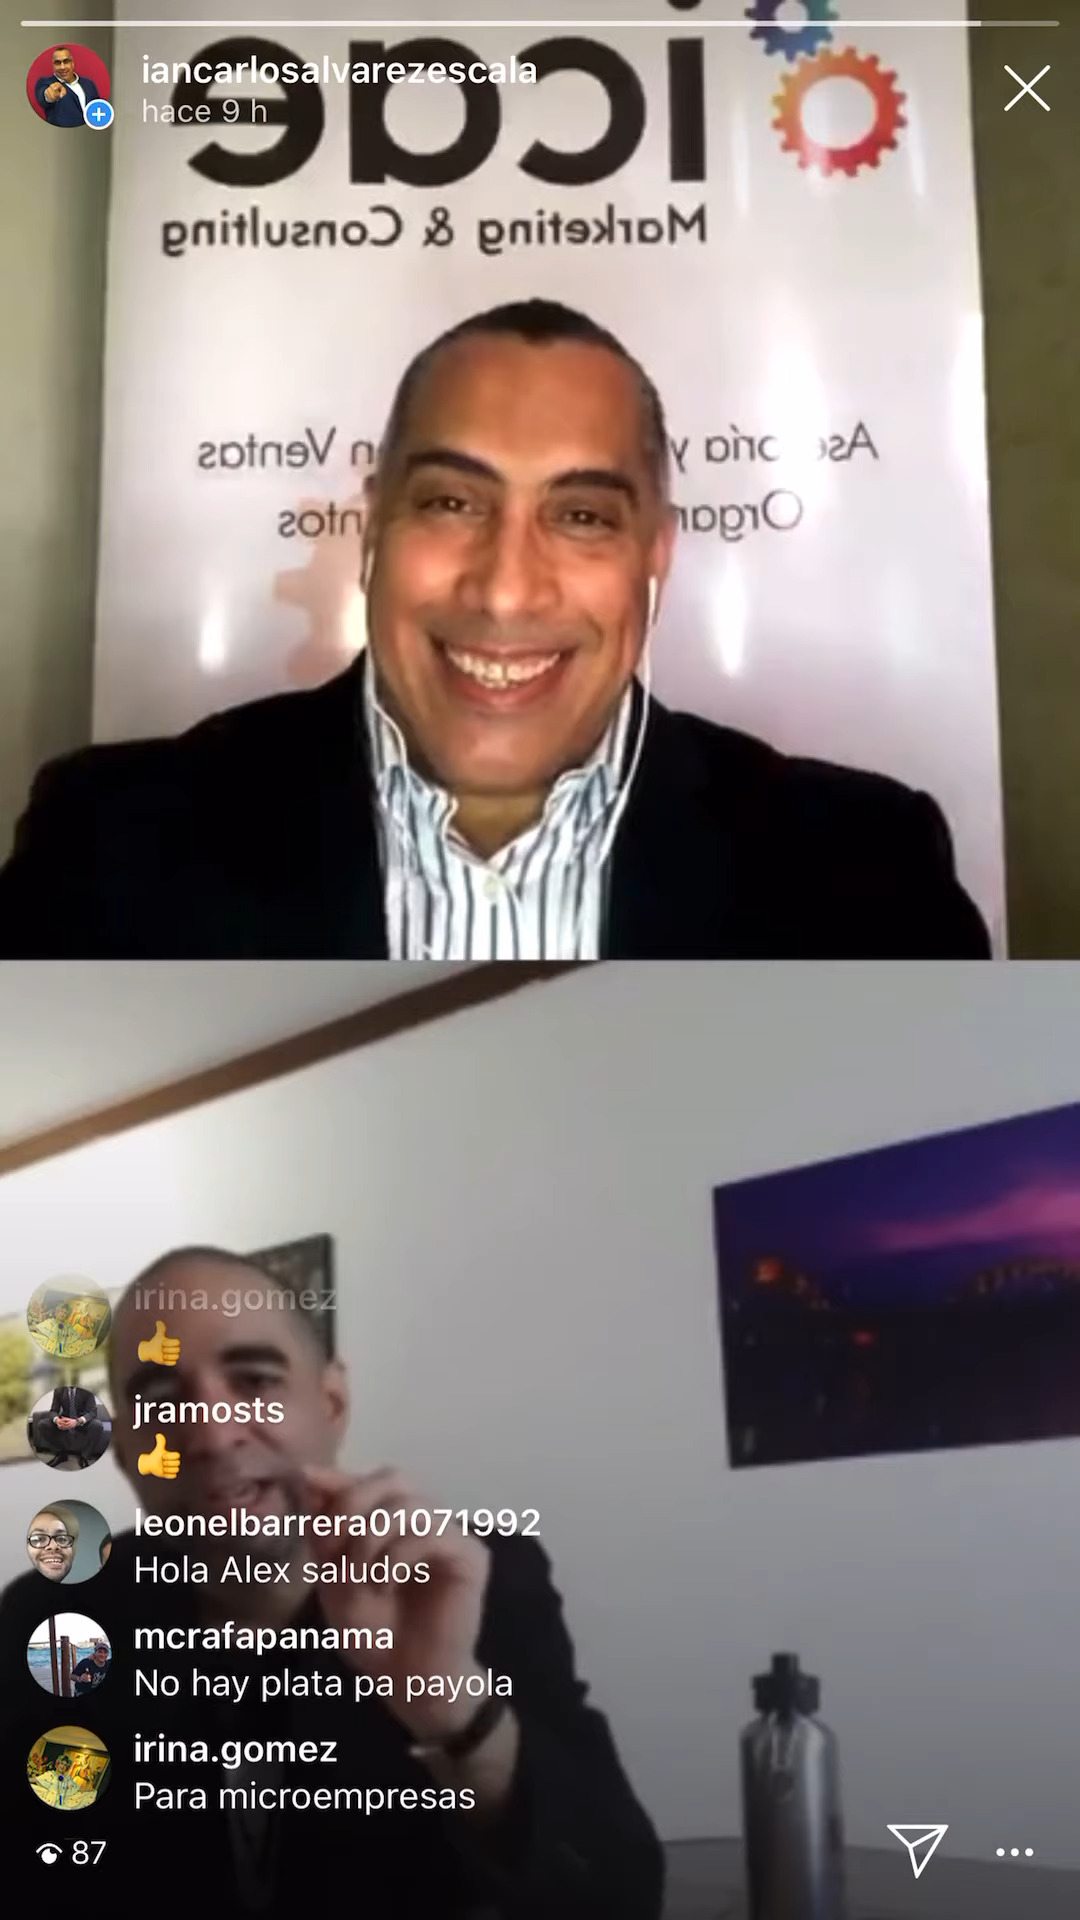 iancarlosalvarezescala
hace 9 h
icae
Marketing & Consulting
Ventas
irina.gomez
👍
jramosts
👍
leonelbarrera01071992
Hola Alex saludos
mcrafapanama
No hay plata pa payola
irina.gomez
Para microempresas
87